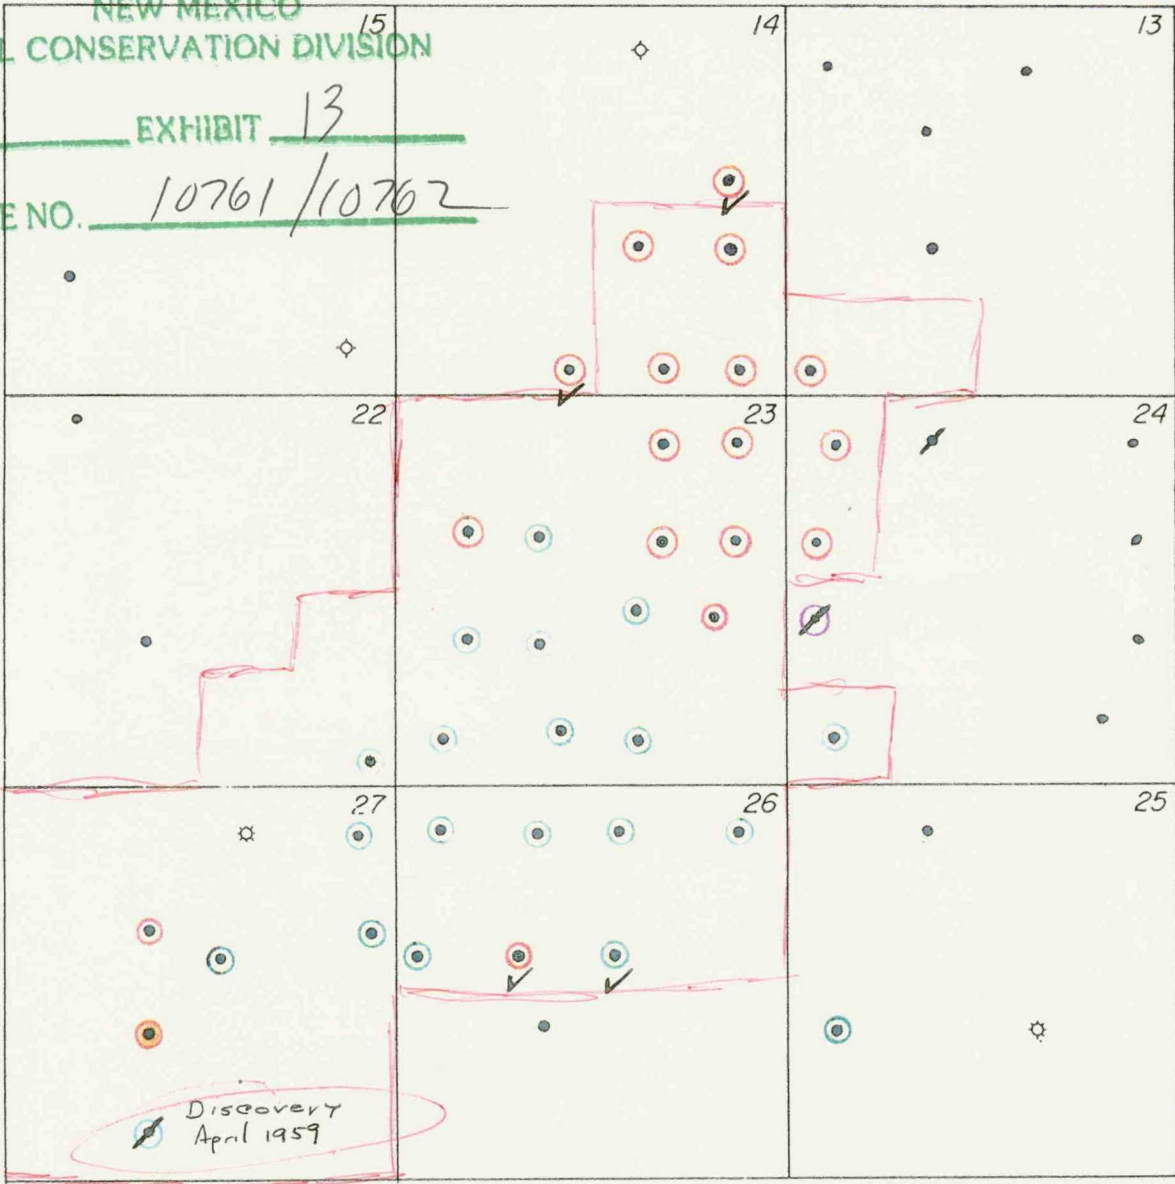 NEW MEXICO
L CONSERVATION DIVISION
EXHIBIT 13
E NO. 10761/10762
15
14
13
22
23
24
27
26
25
Discovery
April 1959